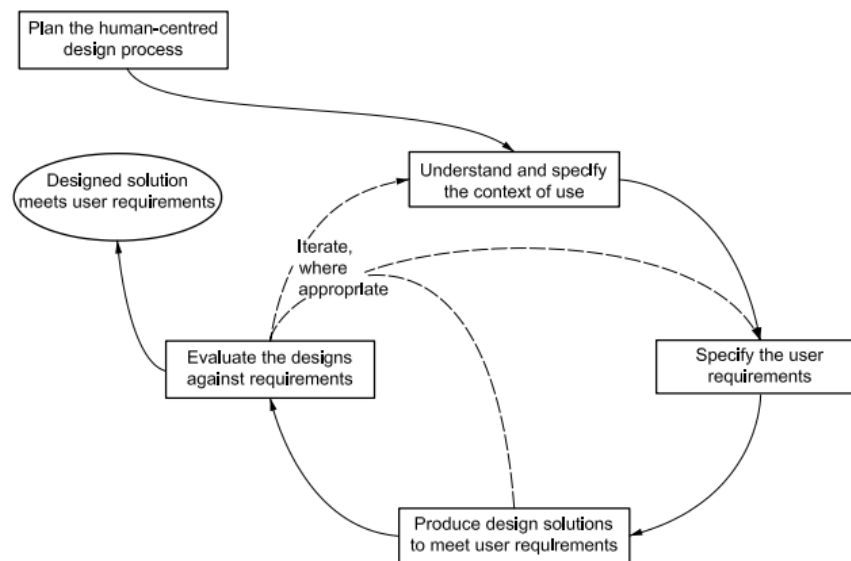 Plan the human-centred
design process
Understand and specify
the context of use
Designed solution
meets user requirements
Iterate,
where
appropriate
Evaluate the designs
against requirements
Specify the user
requirements
Produce design solutions
to meet user requirements